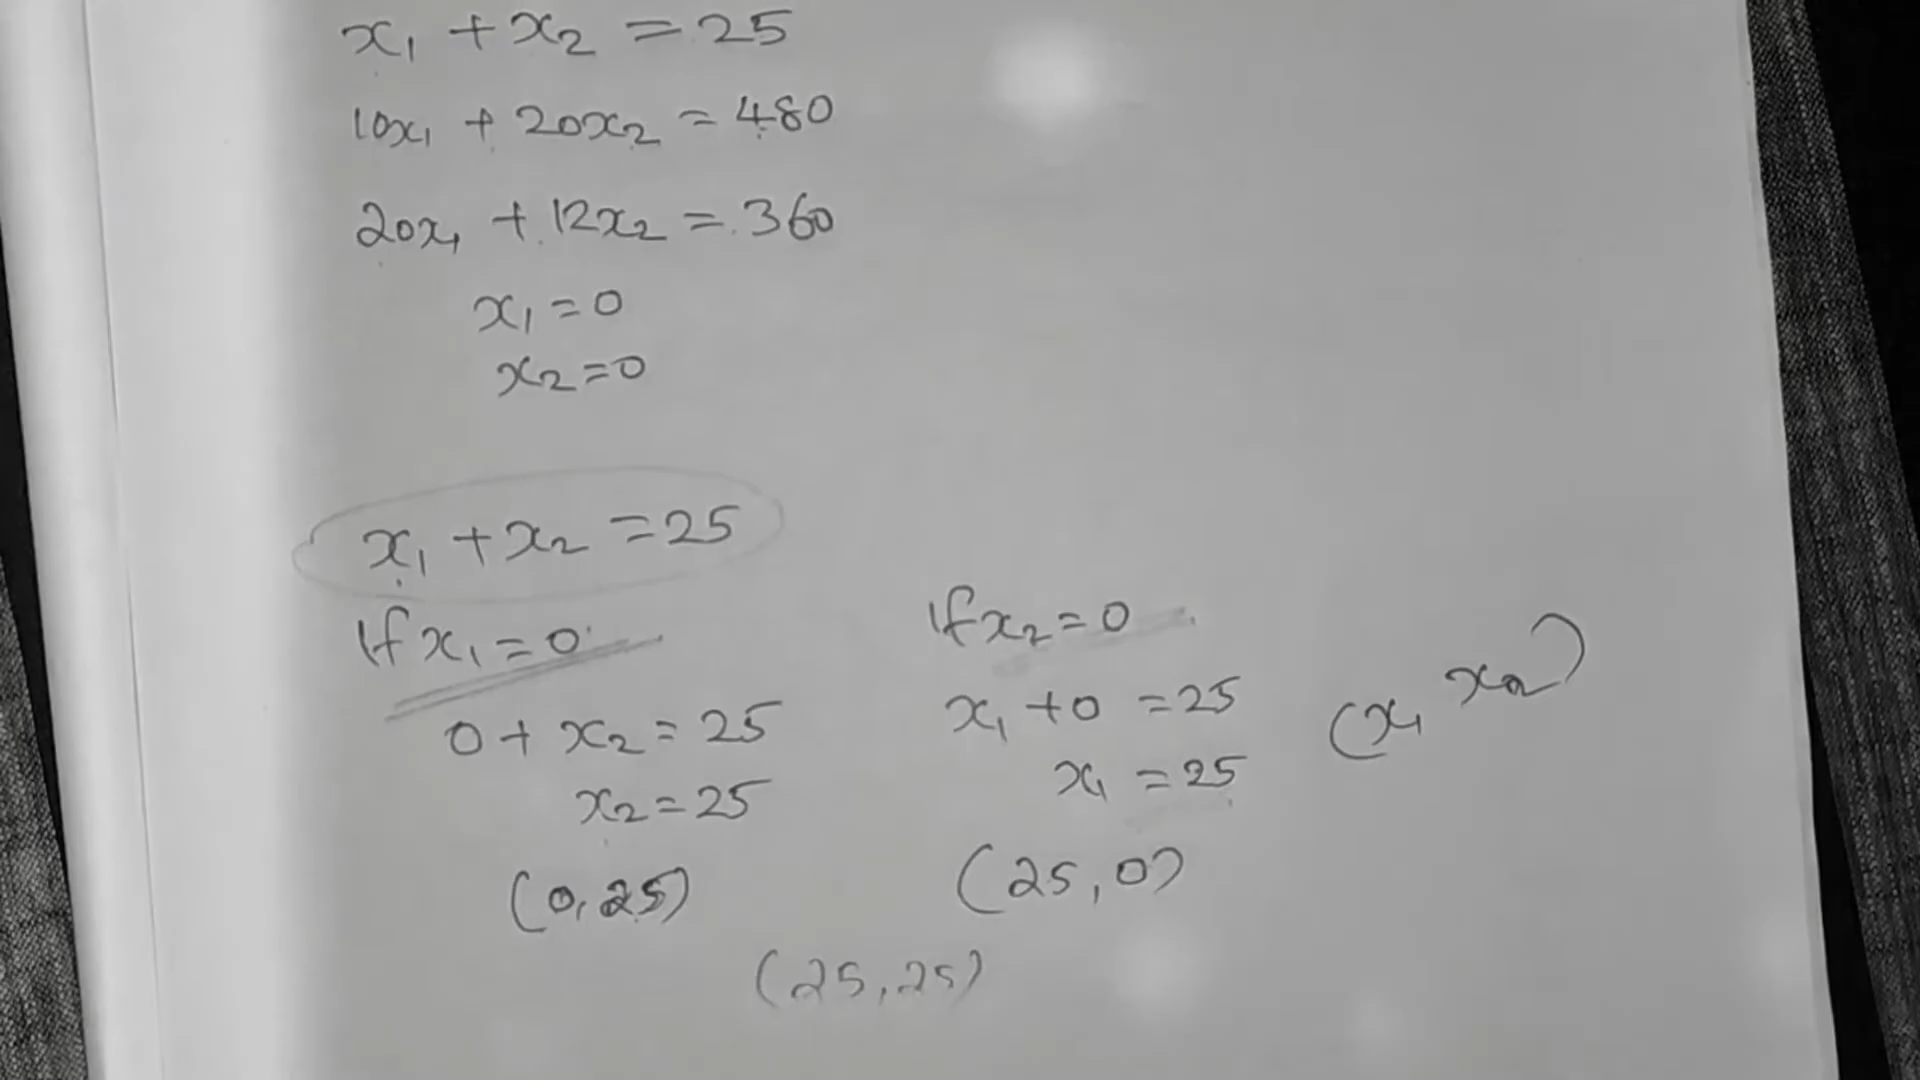 x₁ + x₂ = 25
10x₁ + 20x₂ = 480
20x₁ + 12x₂ = 360
x₁ = 0
x₂ = 0
x₁ + x₂ = 25
If x₁ = 0
0 + x₂ = 25
x₂ = 25
(0, 25)
If x₂ = 0
x₁ + 0 = 25
x₁ = 25
(25, 0)
(x₁ x₂)
(25, 25)